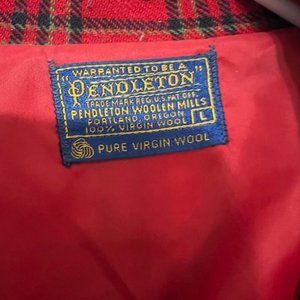 WARRANTED TO BE A
"PENDLETON"
TRADE MARK REG. U.S. PAT. OFF.
PENDLETON WOOLEN MILLS
PORTLAND, OREGON
100% VIRGIN WOOL
L
PURE VIRGIN WOOL